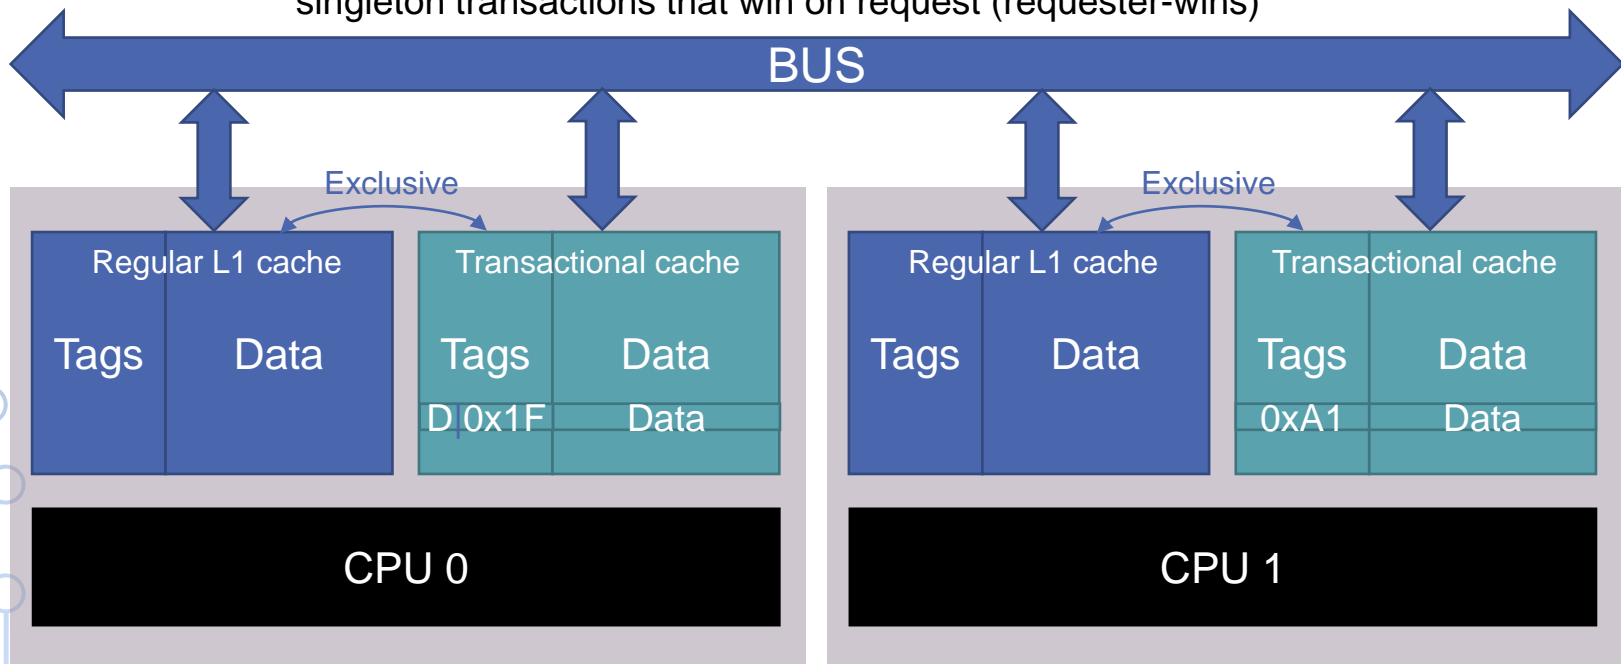 singleton transactions that win on request (requester-wins)
BUS
Exclusive
Exclusive
Regular L1 cache
Transactional cache
Regular L1 cache
Transactional cache
Tags
Data
Tags
Data
Tags
Data
Tags
Data
D|0x1F
Data
0xA1
Data
CPU 0
CPU 1